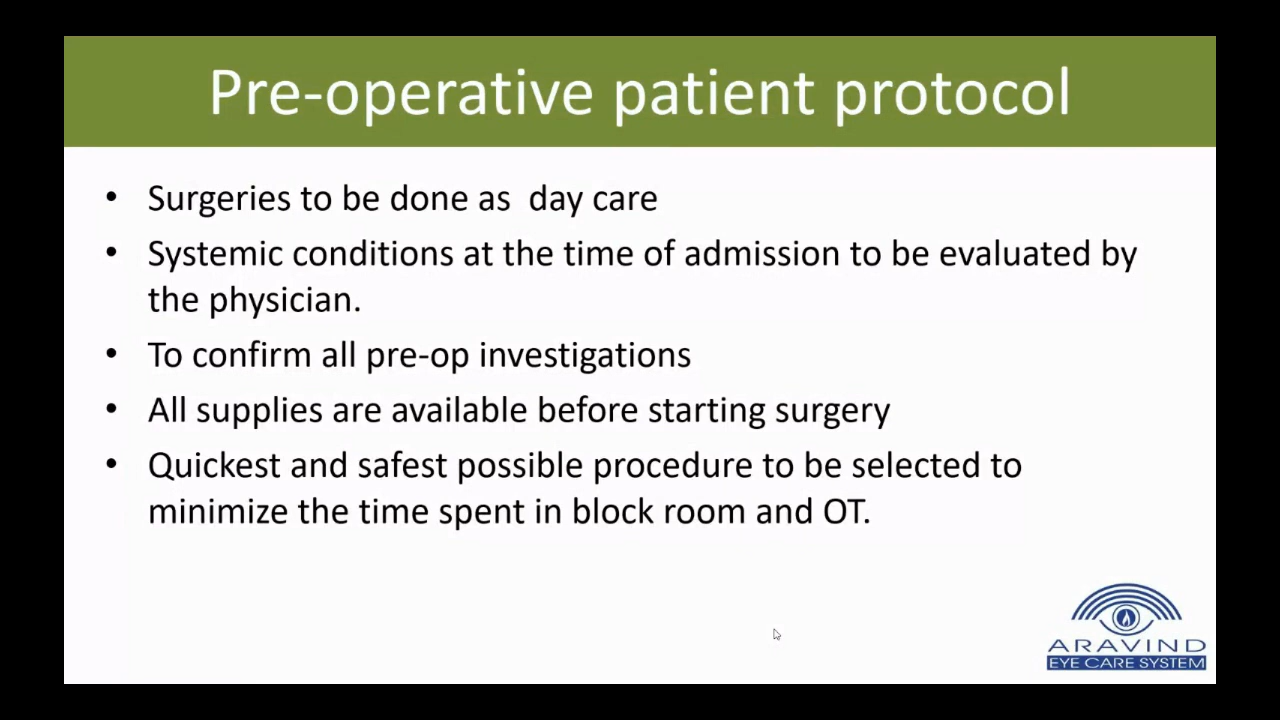 Pre-operative patient protocol
• Surgeries to be done as  day care
• Systemic conditions at the time of admission to be evaluated by
the physician.
• To confirm all pre-op investigations
• All supplies are available before starting surgery
• Quickest and safest possible procedure to be selected to
minimize the time spent in block room and OT.
ARAVIND
EYE CARE SYSTEM